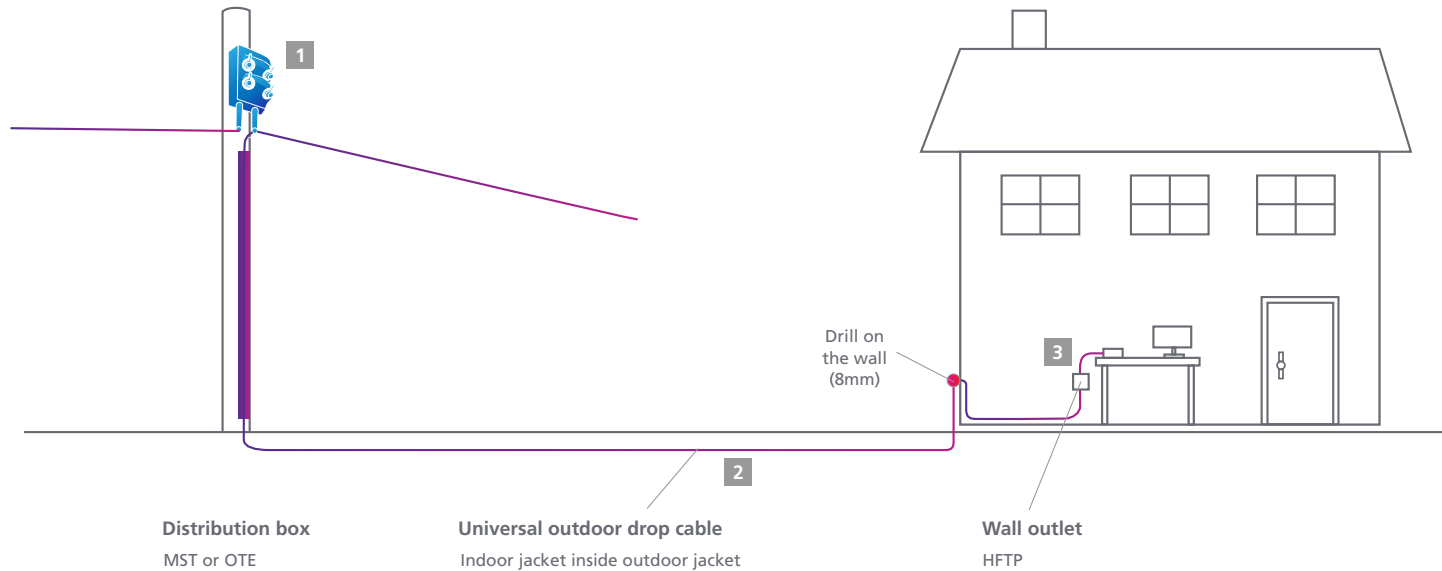 1
Drill on
the wall
(8mm)
3
2
Distribution box
MST or OTE
Universal outdoor drop cable
Indoor jacket inside outdoor jacket
Wall outlet
HFTP